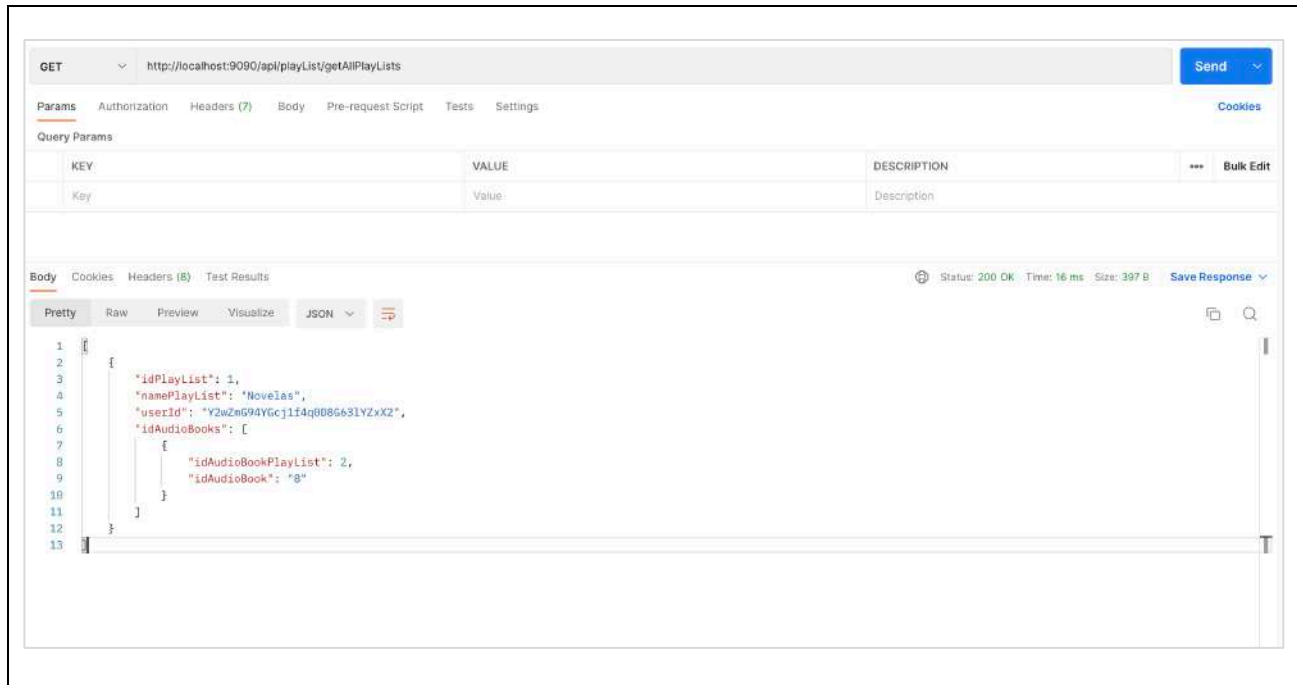 GET http://localhost:9090/api/playList/getAllPlayLists Send
Params Authorization Headers (7) Body Pre-request Script Tests Settings Cookies
Query Params
KEY VALUE DESCRIPTION ••• Bulk Edit
Key Value Description
Body Cookies Headers (8) Test Results Status: 200 OK Time: 16 ms Size: 397 B Save Response
Pretty Raw Preview Visualize JSON
1 [
2 {
3 "idPlayList": 1,
4 "namePlayList": "Novelas",
5 "userId":
6 "idAudioBooks": [
7 {
8 "idAudioBookPlayList": 2,
9 "idAudioBook": "8"
10 }
11 ]
12 }
13 ]